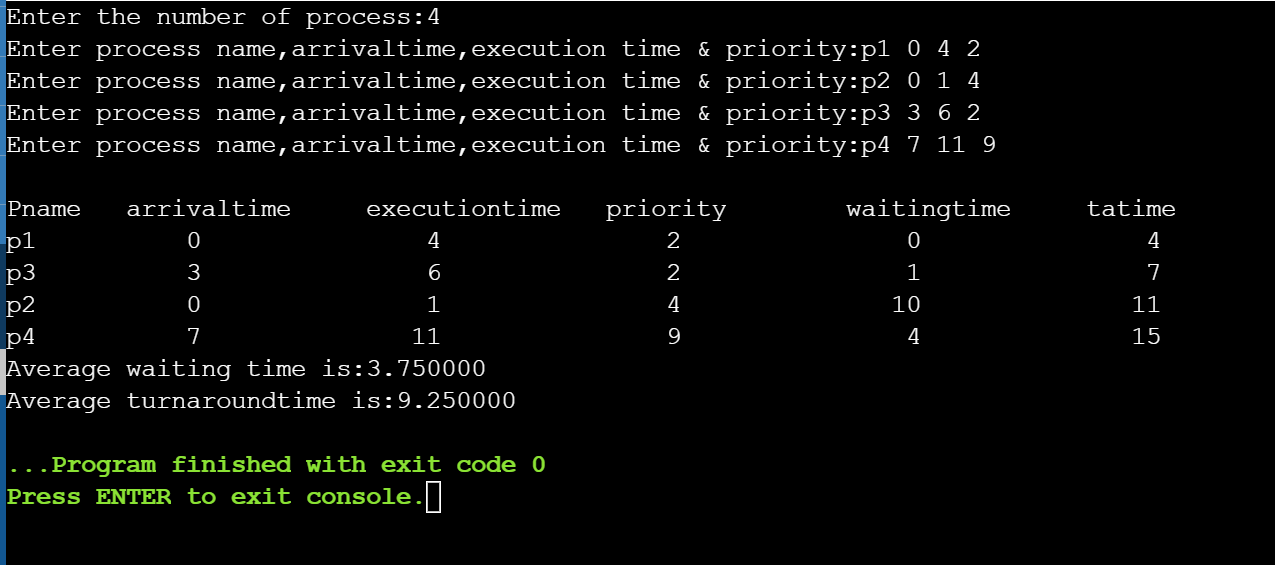 Enter the number of process:4
Enter process name,arrivaltime,execution time & priority:p1 0 4 2
Enter process name,arrivaltime,execution time & priority:p2 0 1 4
Enter process name,arrivaltime,execution time & priority:p3 3 6 2
Enter process name,arrivaltime,execution time & priority:p4 7 11 9
Pname arrivaltime executiontime priority waitingtime tatime
p1 0 4 2 0 4
p3 3 6 2 1 7
p2 0 1 4 10 11
p4 7 11 9 4 15
Average waiting time is:3.750000
Average turnaroundtime is:9.250000
...Program finished with exit code 0
Press ENTER to exit console.